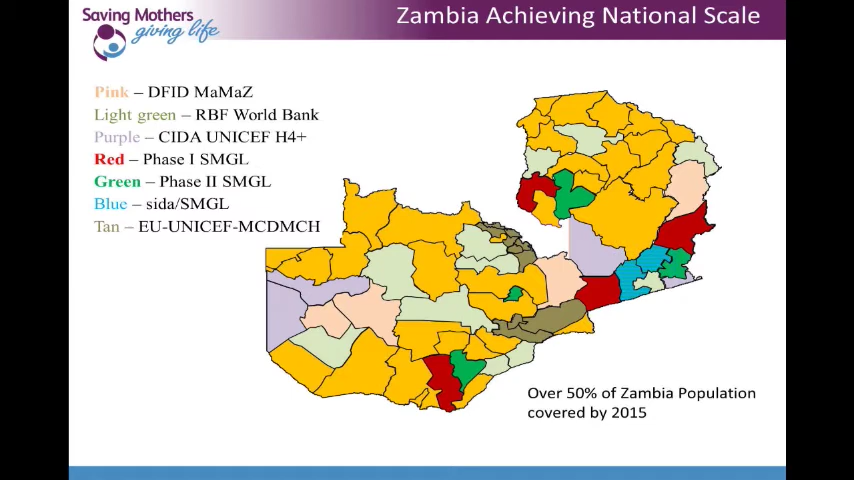 Saving Mothers
giving life
Zambia Achieving National Scale
Pink – DFID MaMaZ
Light green – RBF World Bank
Purple – CIDA UNICEF H4+
Red – Phase I SMGL
Green – Phase II SMGL
Blue – sida/SMGL
Tan – EU-UNICEF-MCDMCH
Over 50% of Zambia Population
covered by 2015